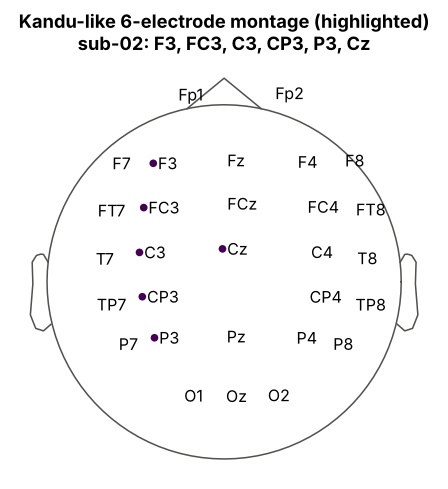 Kandu-like 6-electrode montage (highlighted)
sub-02: F3, FC3, C3, CP3, P3, Cz
Fp1 Fp2
F7 F3 Fz F4 F8
FT7 FC3 FCz FC4 FT8
T7 C3 Cz C4 T8
TP7 CP3 CP4 TP8
P7 P3 Pz P4 P8
O1 Oz O2